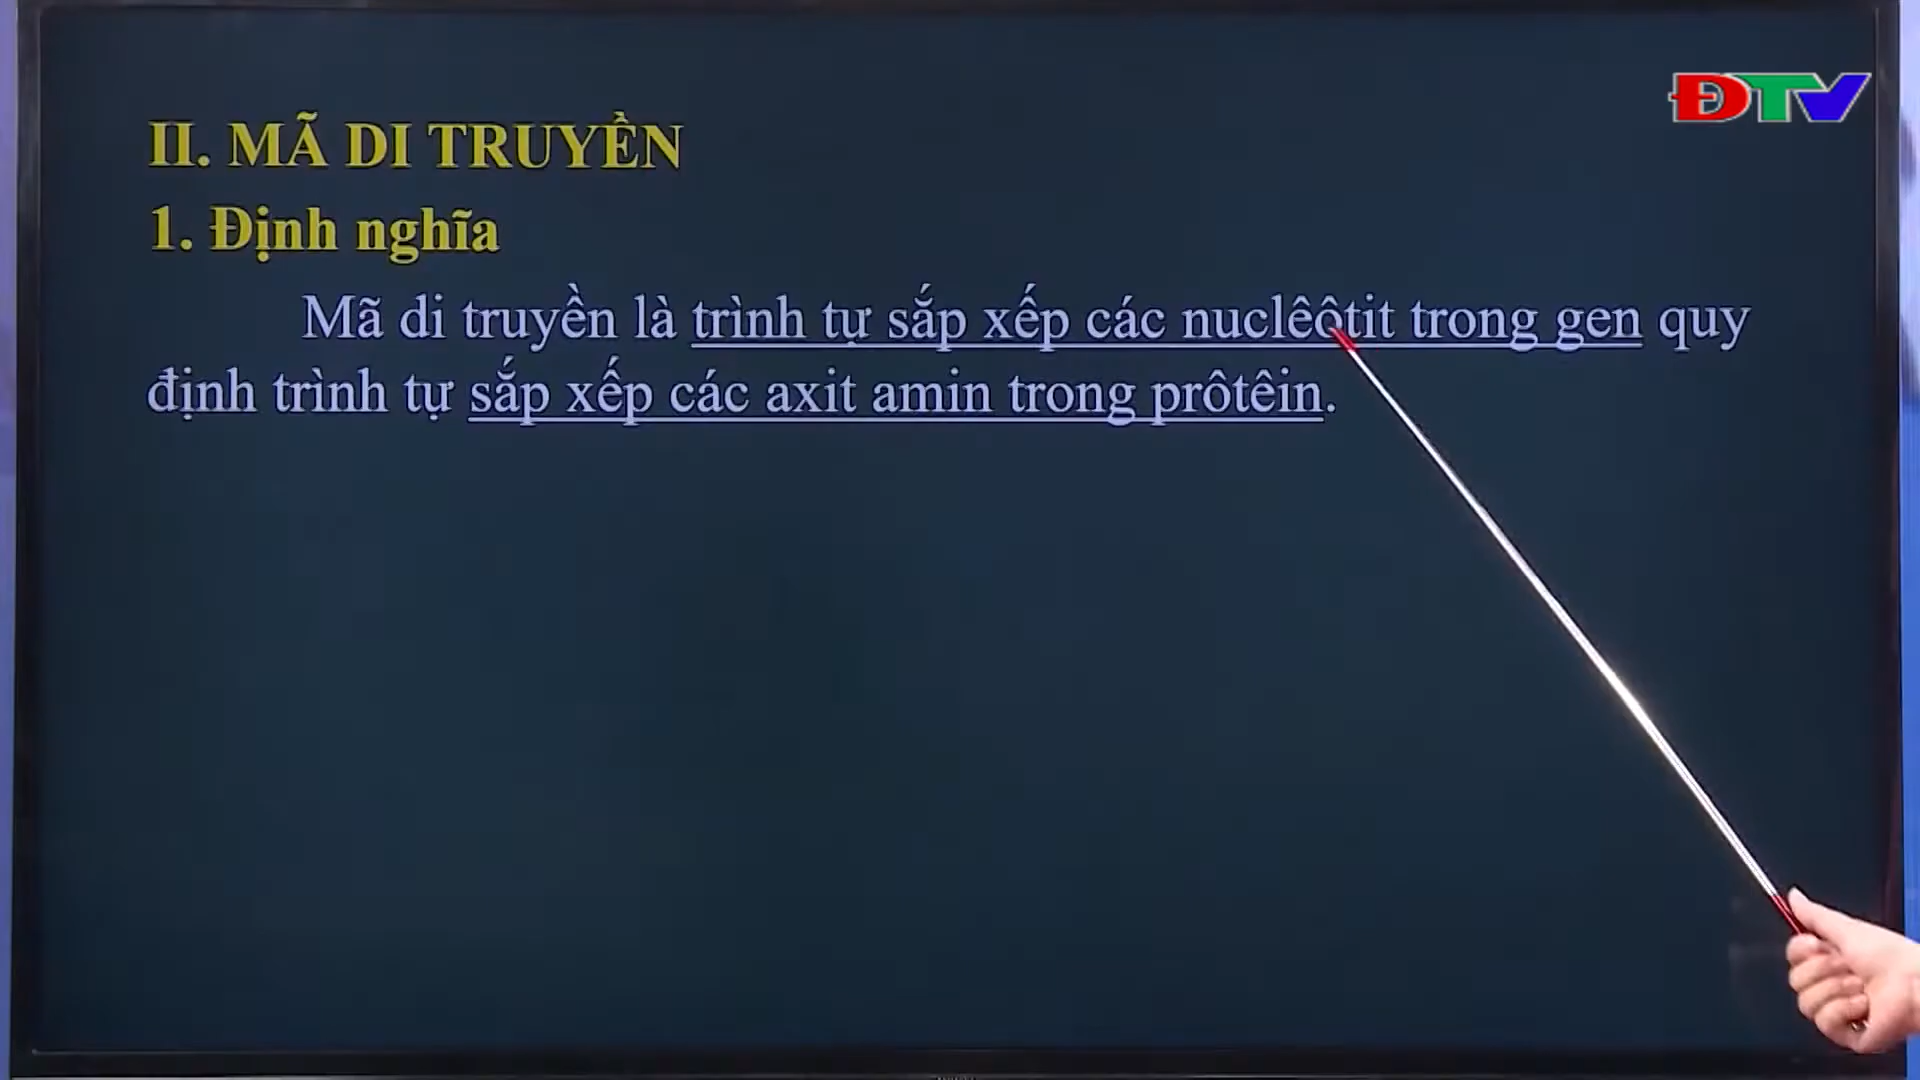 ĐTV
II. MÃ DI TRUYỀN
1. Định nghĩa
Mã di truyền là trình tự sắp xếp các nuclêôtit trong gen quy
định trình tự sắp xếp các axit amin trong prôtêin.